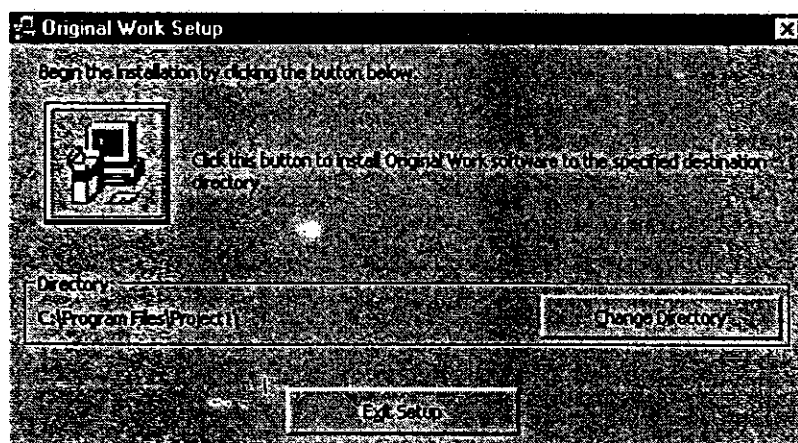 Original Work Setup
Begin the installation by clicking the button below.
Click this button to install Original Work software to the specified destination
directory.
Directory:
C:\Program Files\Project1\
Change Directory
Exit Setup